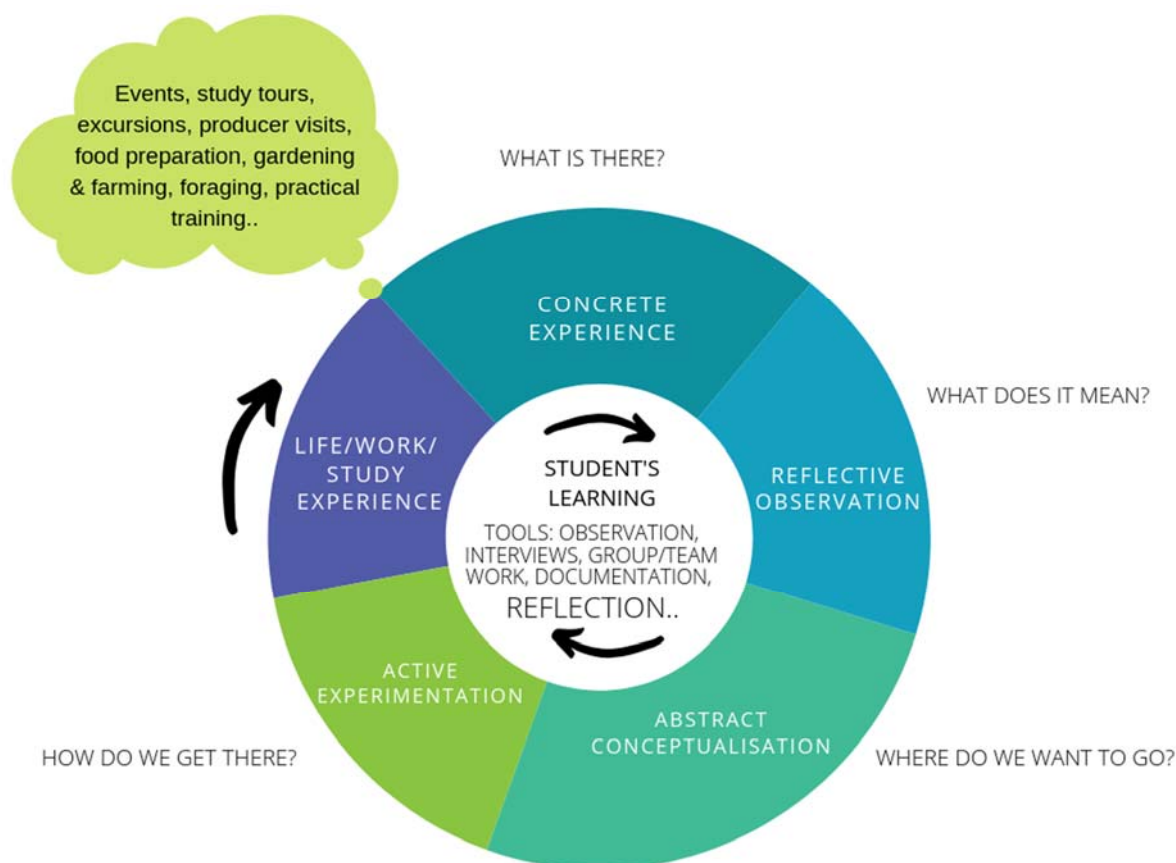 Events, study tours,
excursions, producer visits,
food preparation, gardening
& farming, foraging, practical
training..
WHAT IS THERE?
CONCRETE
EXPERIENCE
WHAT DOES IT MEAN?
REFLECTIVE
OBSERVATION
LIFE/WORK/
STUDY
EXPERIENCE
STUDENT'S
LEARNING
TOOLS: OBSERVATION,
INTERVIEWS, GROUP/TEAM
WORK, DOCUMENTATION,
REFLECTION..
ACTIVE
EXPERIMENTATION
ABSTRACT
CONCEPTUALISATION
HOW DO WE GET THERE?
WHERE DO WE WANT TO GO?